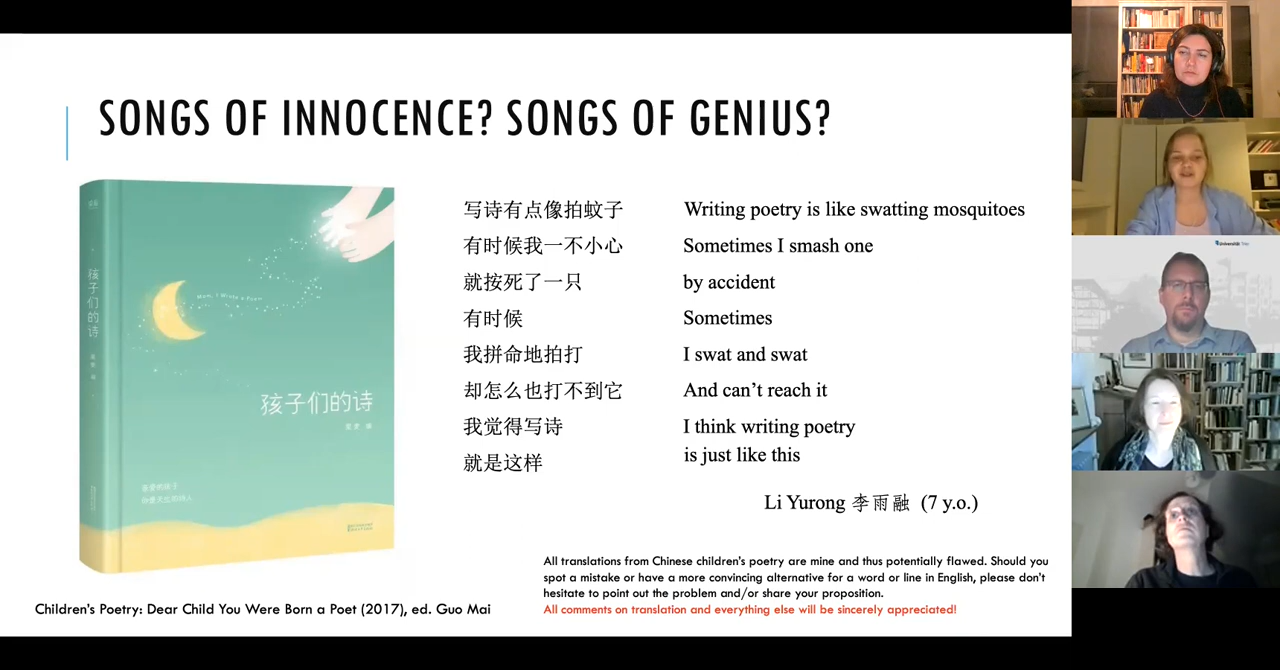 SONGS OF INNOCENCE? SONGS OF GENIUS?
孩子们的诗
Mom, I Wrote a Poem
孩子们的诗
写诗有点像拍蚊子
有时候我一不小心
就按死了一只
有时候
我拼命地拍打
却怎么也打不到它
我觉得写诗
就是这样
Writing poetry is like swatting mosquitoes
Sometimes I smash one
by accident
Sometimes
I swat and swat
And can't reach it
I think writing poetry
is just like this
Li Yurong 李雨融 (7 y.o.)
All translations from Chinese children's poetry are mine and thus potentially flawed. Should you
spot a mistake or have a more convincing alternative for a word or line in English, please don't
hesitate to point out the problem and/or share your proposition.
All comments on translation and everything else will be sincerely appreciated!
Children's Poetry: Dear Child You Were Born a Poet (2017), ed. Guo Mai
Universität